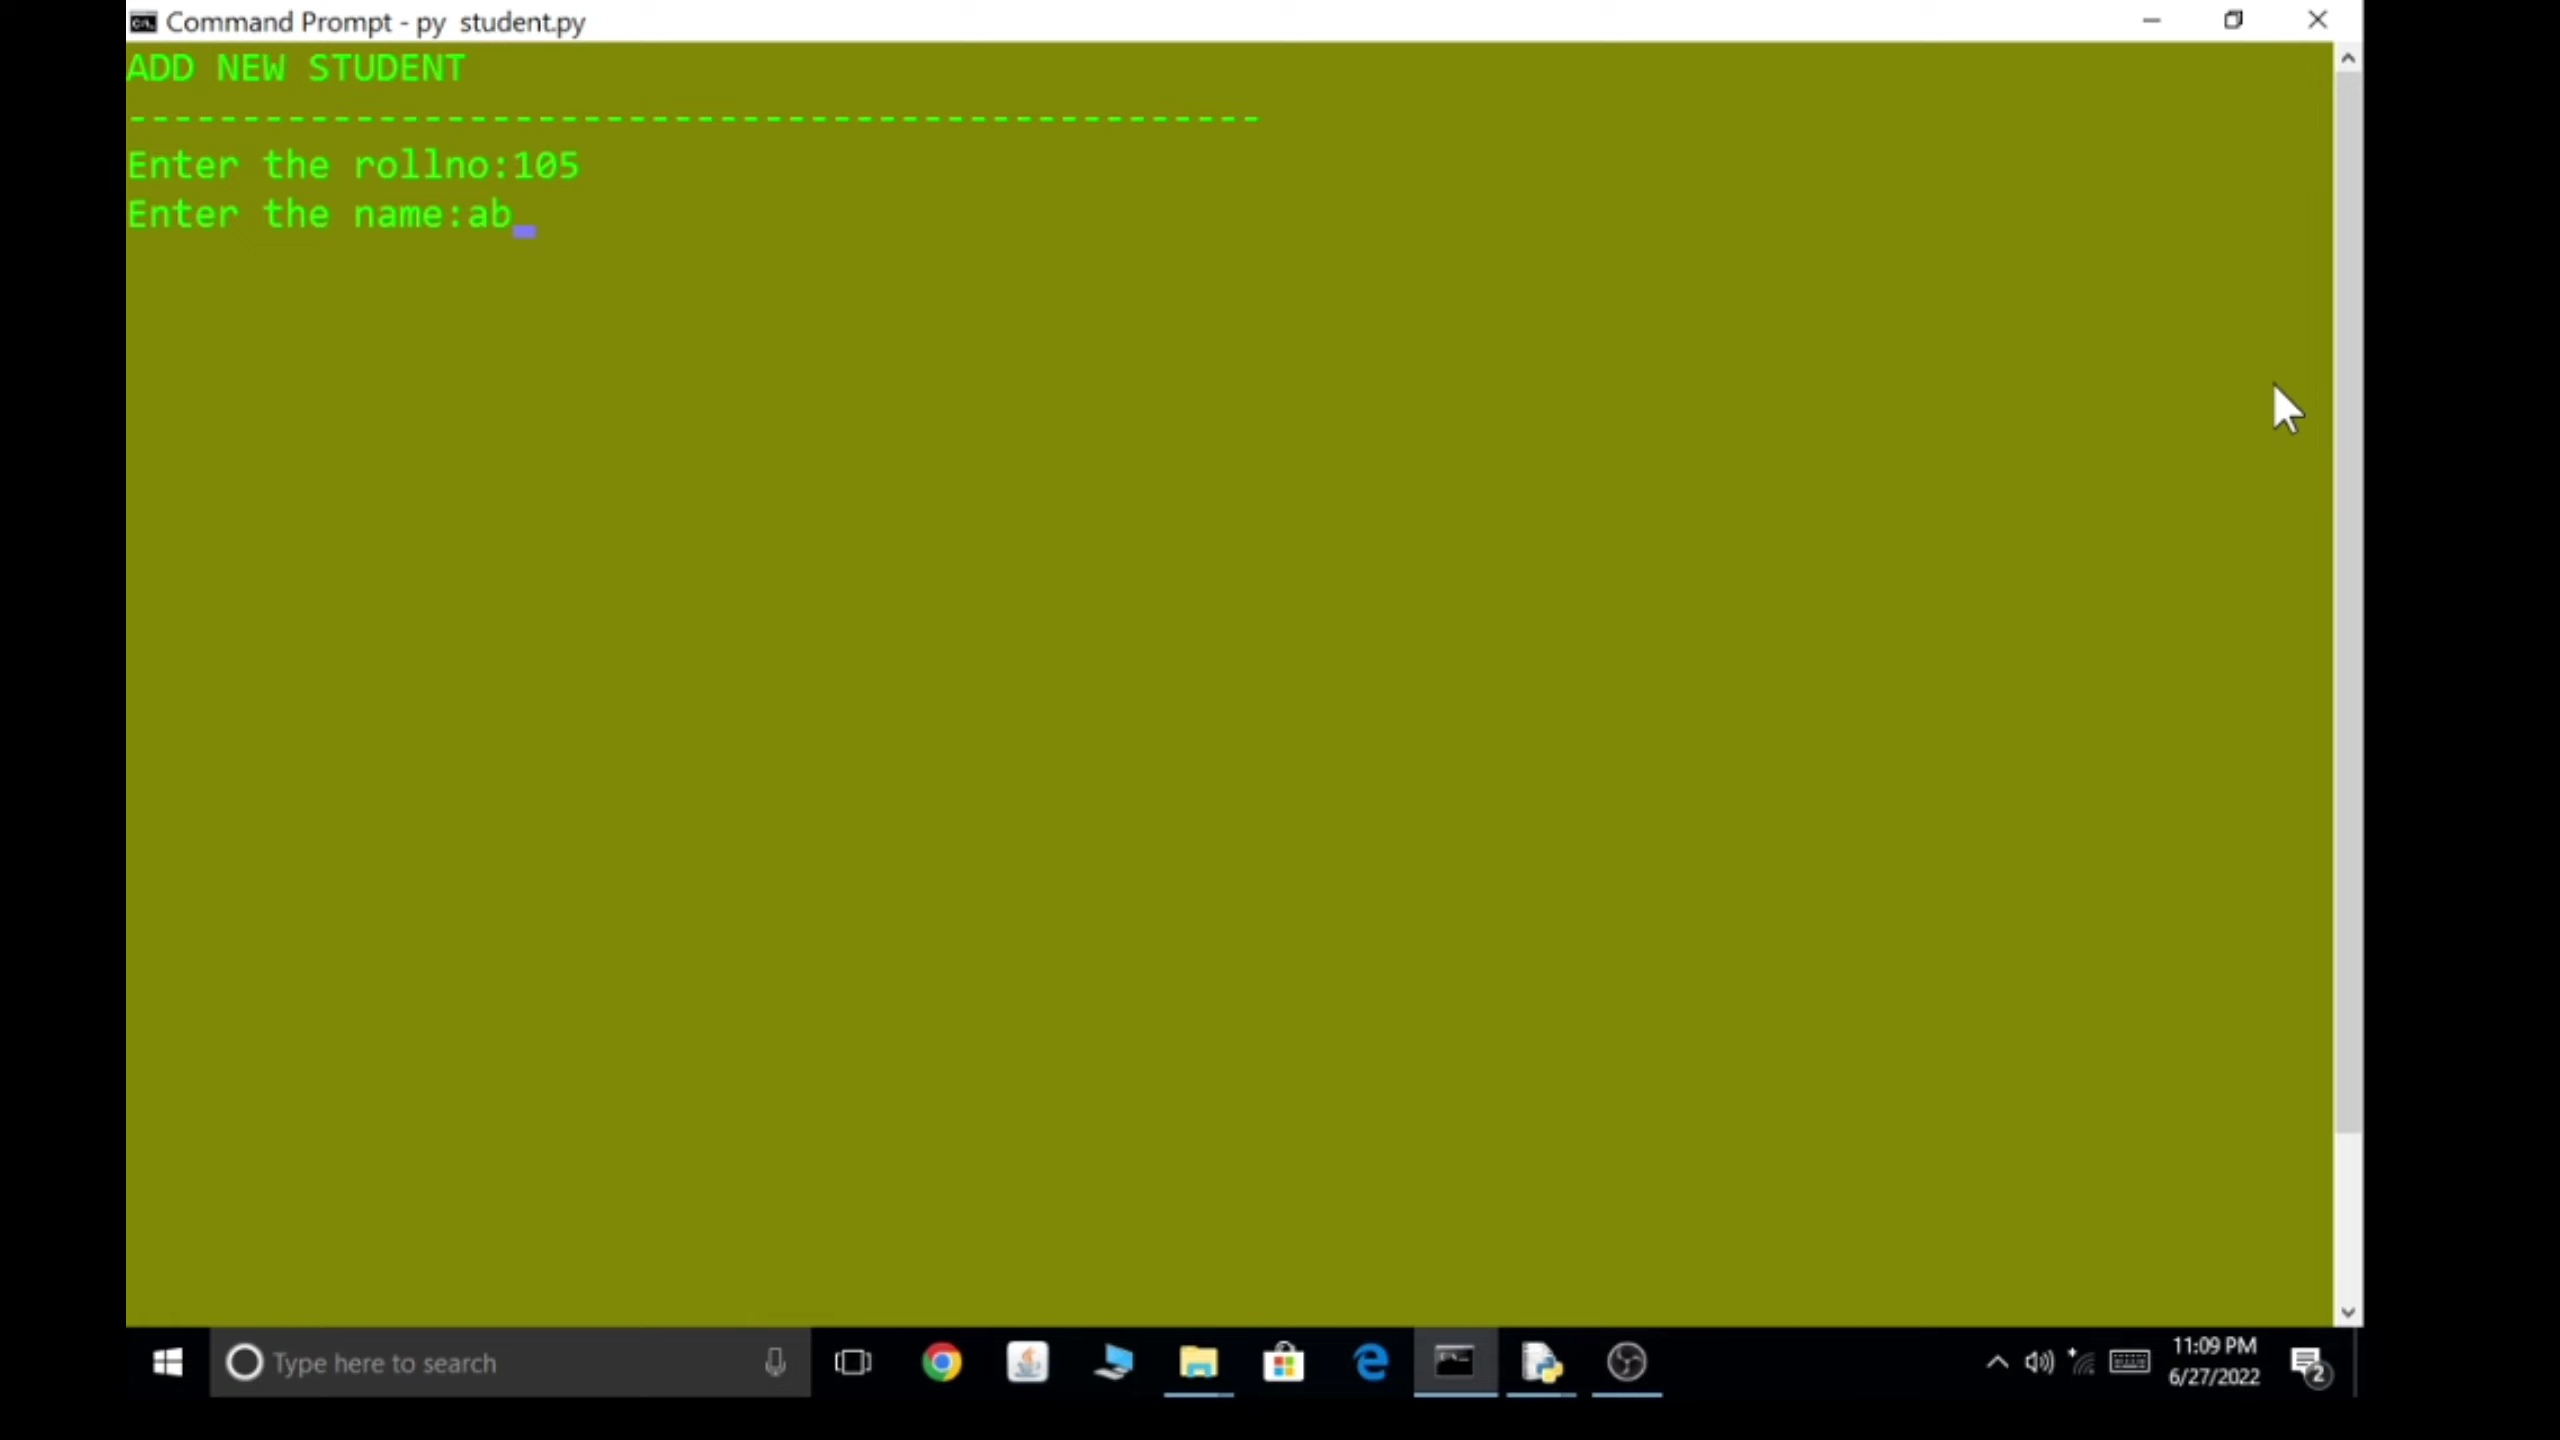 Command Prompt - py  student.py
ADD NEW STUDENT
--------------------------------------------------
Enter the rollno:105
Enter the name:ab
Type here to search
11:09 PM
6/27/2022
2